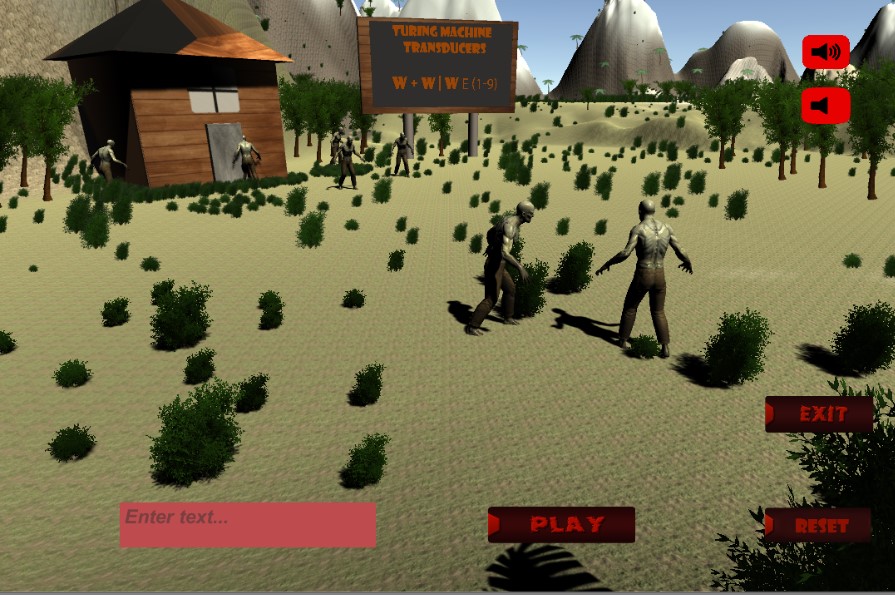 TURING MACHINE
TRANSDUCERS
W + W | W E (1-9)
EXIT
Enter text...
PLAY
RESET